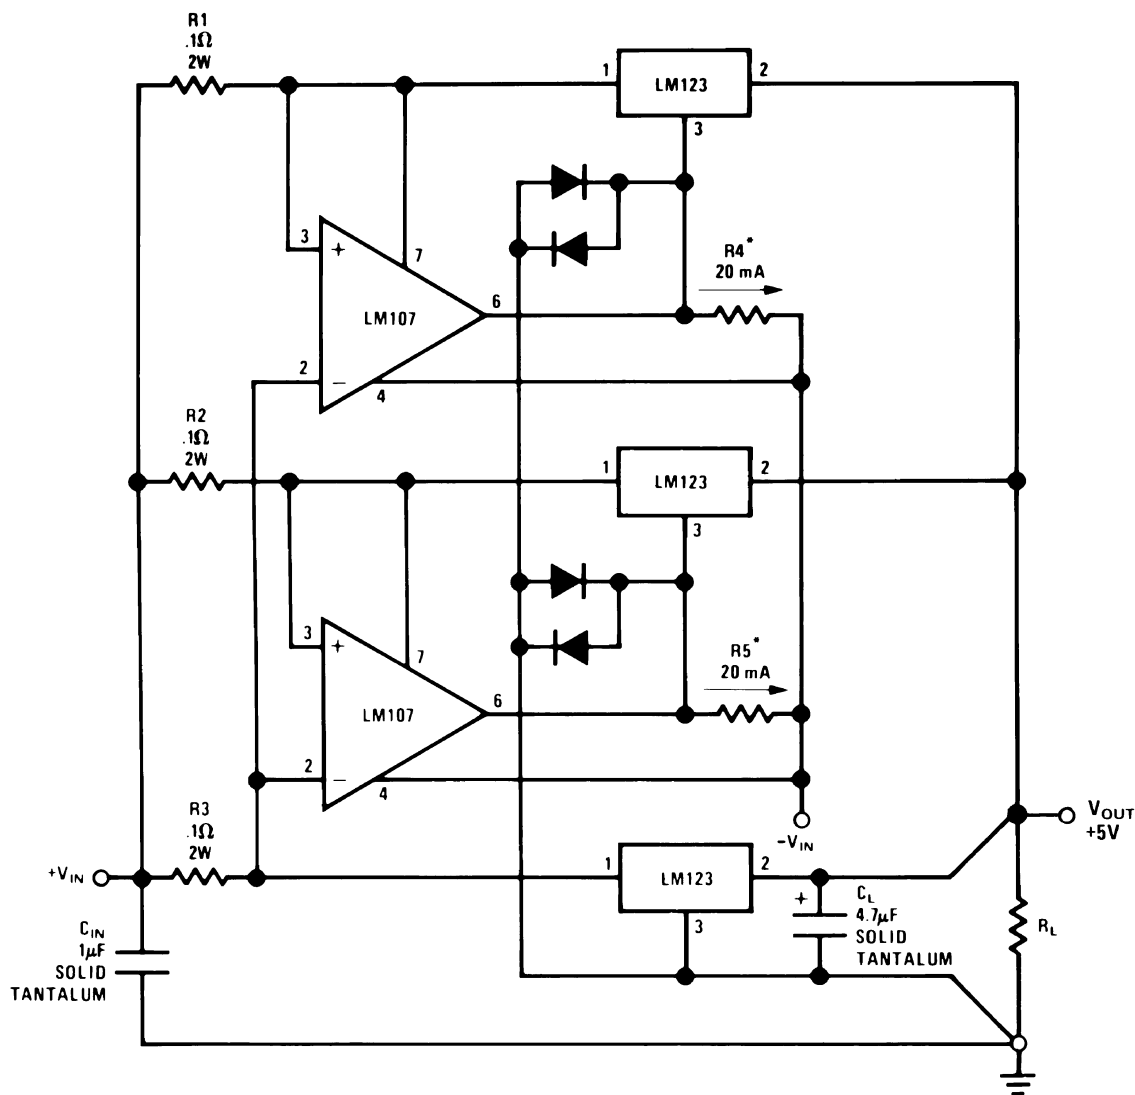 R1
.1Ω
2W
1
LM123
2
3
3
+
7
R4*
20 mA
LM107
6
2
−
4
R2
.1Ω
2W
1
LM123
2
3
3
+
7
R5*
20 mA
LM107
6
2
−
4
R3
.1Ω
2W
-VIN
VOUT
+5V
+VIN
1
LM123
2
3
+
CL
4.7µF
SOLID
TANTALUM
RL
CIN
1µF
SOLID
TANTALUM